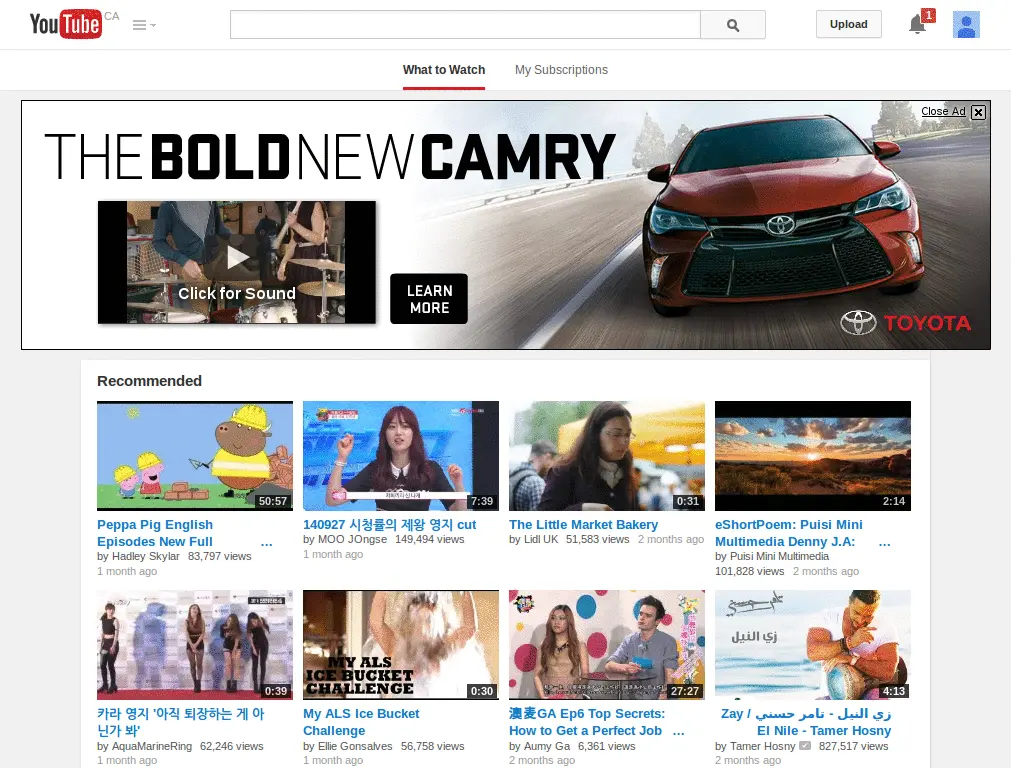 YouTube CA
Upload
1
What to Watch
My Subscriptions
Close Ad
THE BOLD NEW CAMRY
Click for Sound
LEARN
MORE
TOYOTA
Recommended
50:57
7:39
0:31
2:14
Peppa Pig English
Episodes New Full ...
by Hadley Skylar 83,797 views
1 month ago
140927 시청률의 제왕 영지 cut
by MOO JOngse 149,494 views
1 month ago
The Little Market Bakery
by Lidl UK 51,583 views 2 months ago
eShortPoem: Puisi Mini
Multimedia Denny J.A: ...
by Puisi Mini Multimedia
101,828 views 2 months ago
0:39
MY ALS
ICE BUCKET
CHALLENGE
0:30
27:27
زي النيل
4:13
카라 영지 '아직 퇴장하는 게 아
닌가 봐'
by AquaMarineRing 62,246 views
1 month ago
My ALS Ice Bucket
Challenge
by Ellie Gonsalves 56,758 views
1 month ago
澳麦GA Ep6 Top Secrets:
How to Get a Perfect Job ...
by Aumy Ga 6,361 views
2 months ago
زي النيل - تامر حسني / Zay
El Nile - Tamer Hosny
by Tamer Hosny 827,517 views
2 months ago